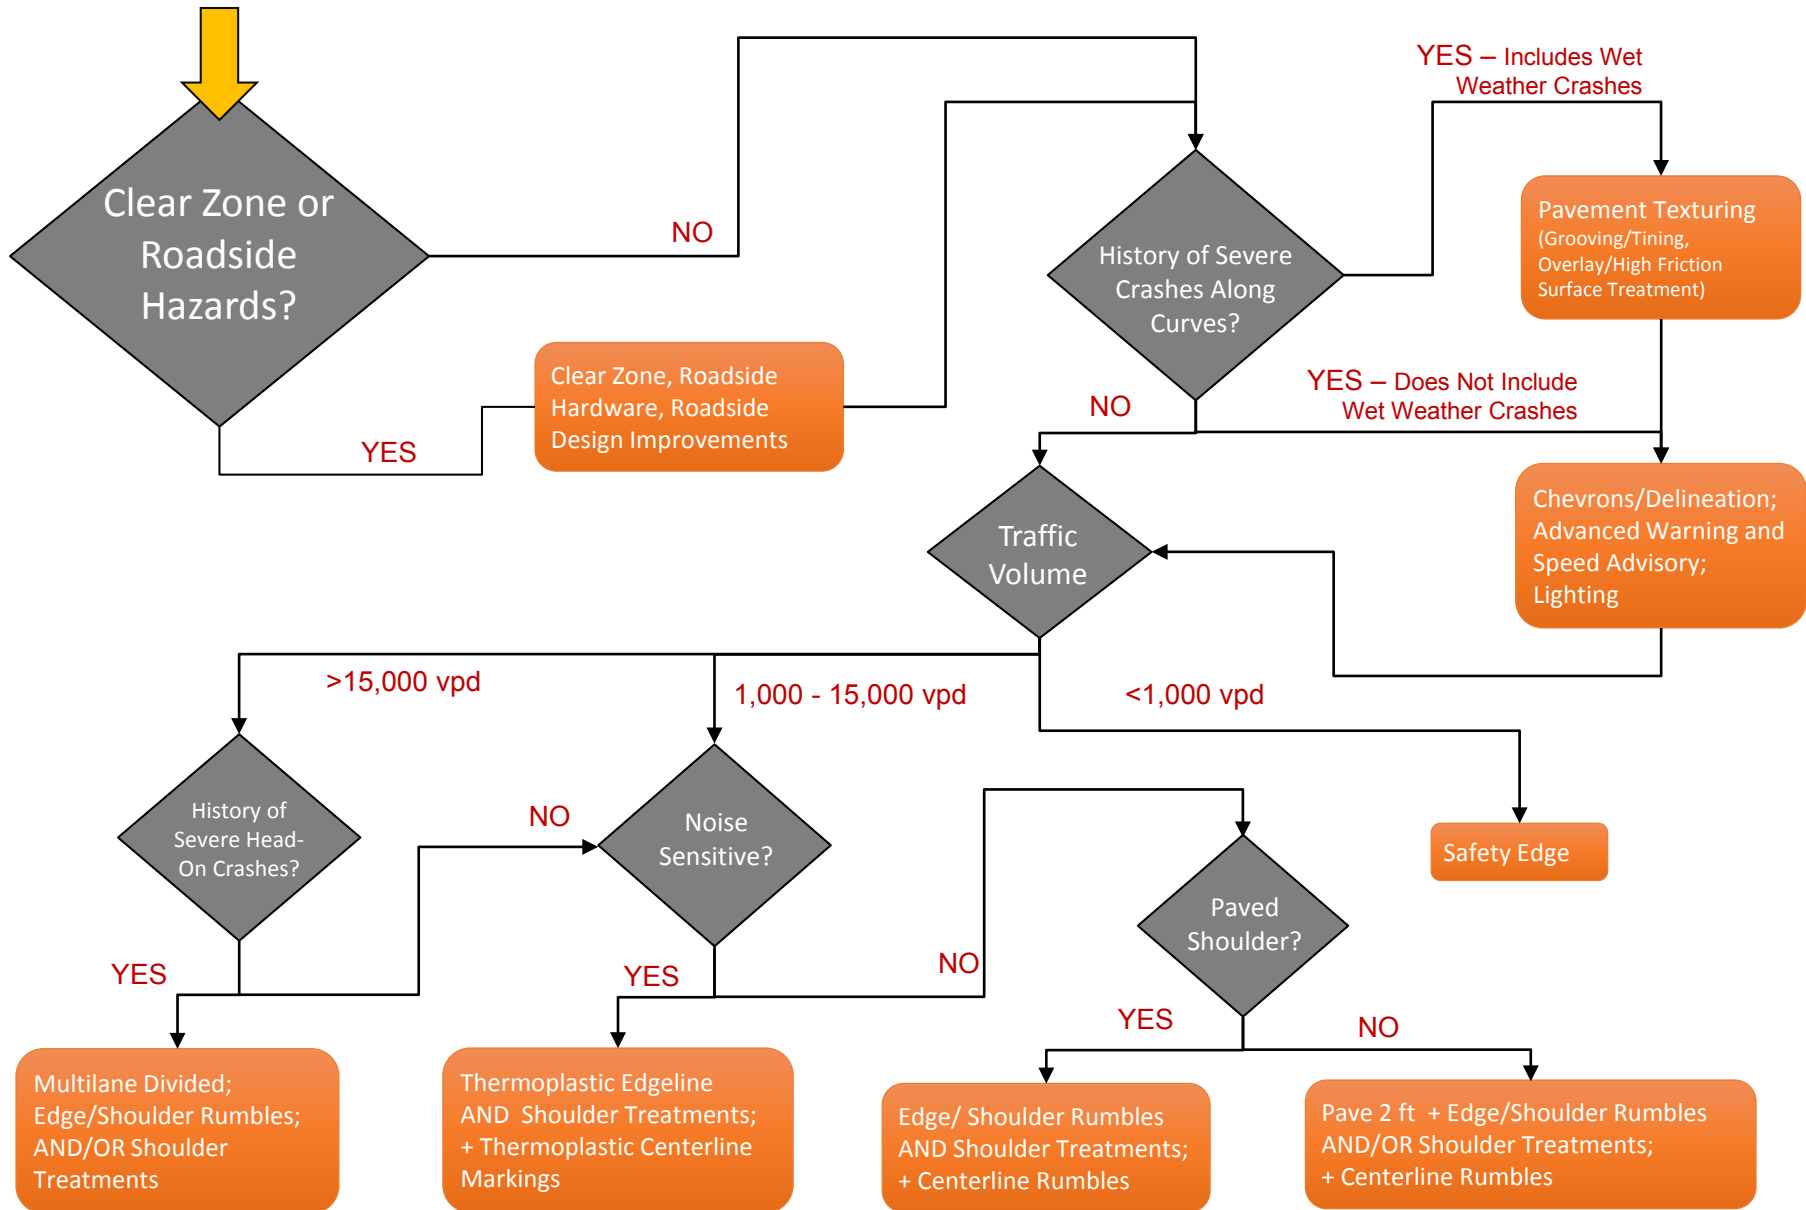 YES – Includes Wet
Weather Crashes
Clear Zone or
Roadside
Hazards?
NO
History of Severe
Crashes Along
Curves?
Pavement Texturing
(Grooving/Tining,
Overlay/High Friction
Surface Treatment)
Clear Zone, Roadside
Hardware, Roadside
Design Improvements
YES
NO
YES – Does Not Include
Wet Weather Crashes
Chevrons/Delineation;
Advanced Warning and
Speed Advisory;
Lighting
Traffic
Volume
>15,000 vpd
1,000 - 15,000 vpd
<1,000 vpd
History of
Severe Head-
On Crashes?
NO
Noise
Sensitive?
Safety Edge
Paved
Shoulder?
YES
YES
NO
YES
NO
Multilane Divided;
Edge/Shoulder Rumbles;
AND/OR Shoulder
Treatments
Thermoplastic Edgeline
AND  Shoulder Treatments;
+ Thermoplastic Centerline
Markings
Edge/ Shoulder Rumbles
AND Shoulder Treatments;
+ Centerline Rumbles
Pave 2 ft  + Edge/Shoulder Rumbles
AND/OR Shoulder Treatments;
+ Centerline Rumbles